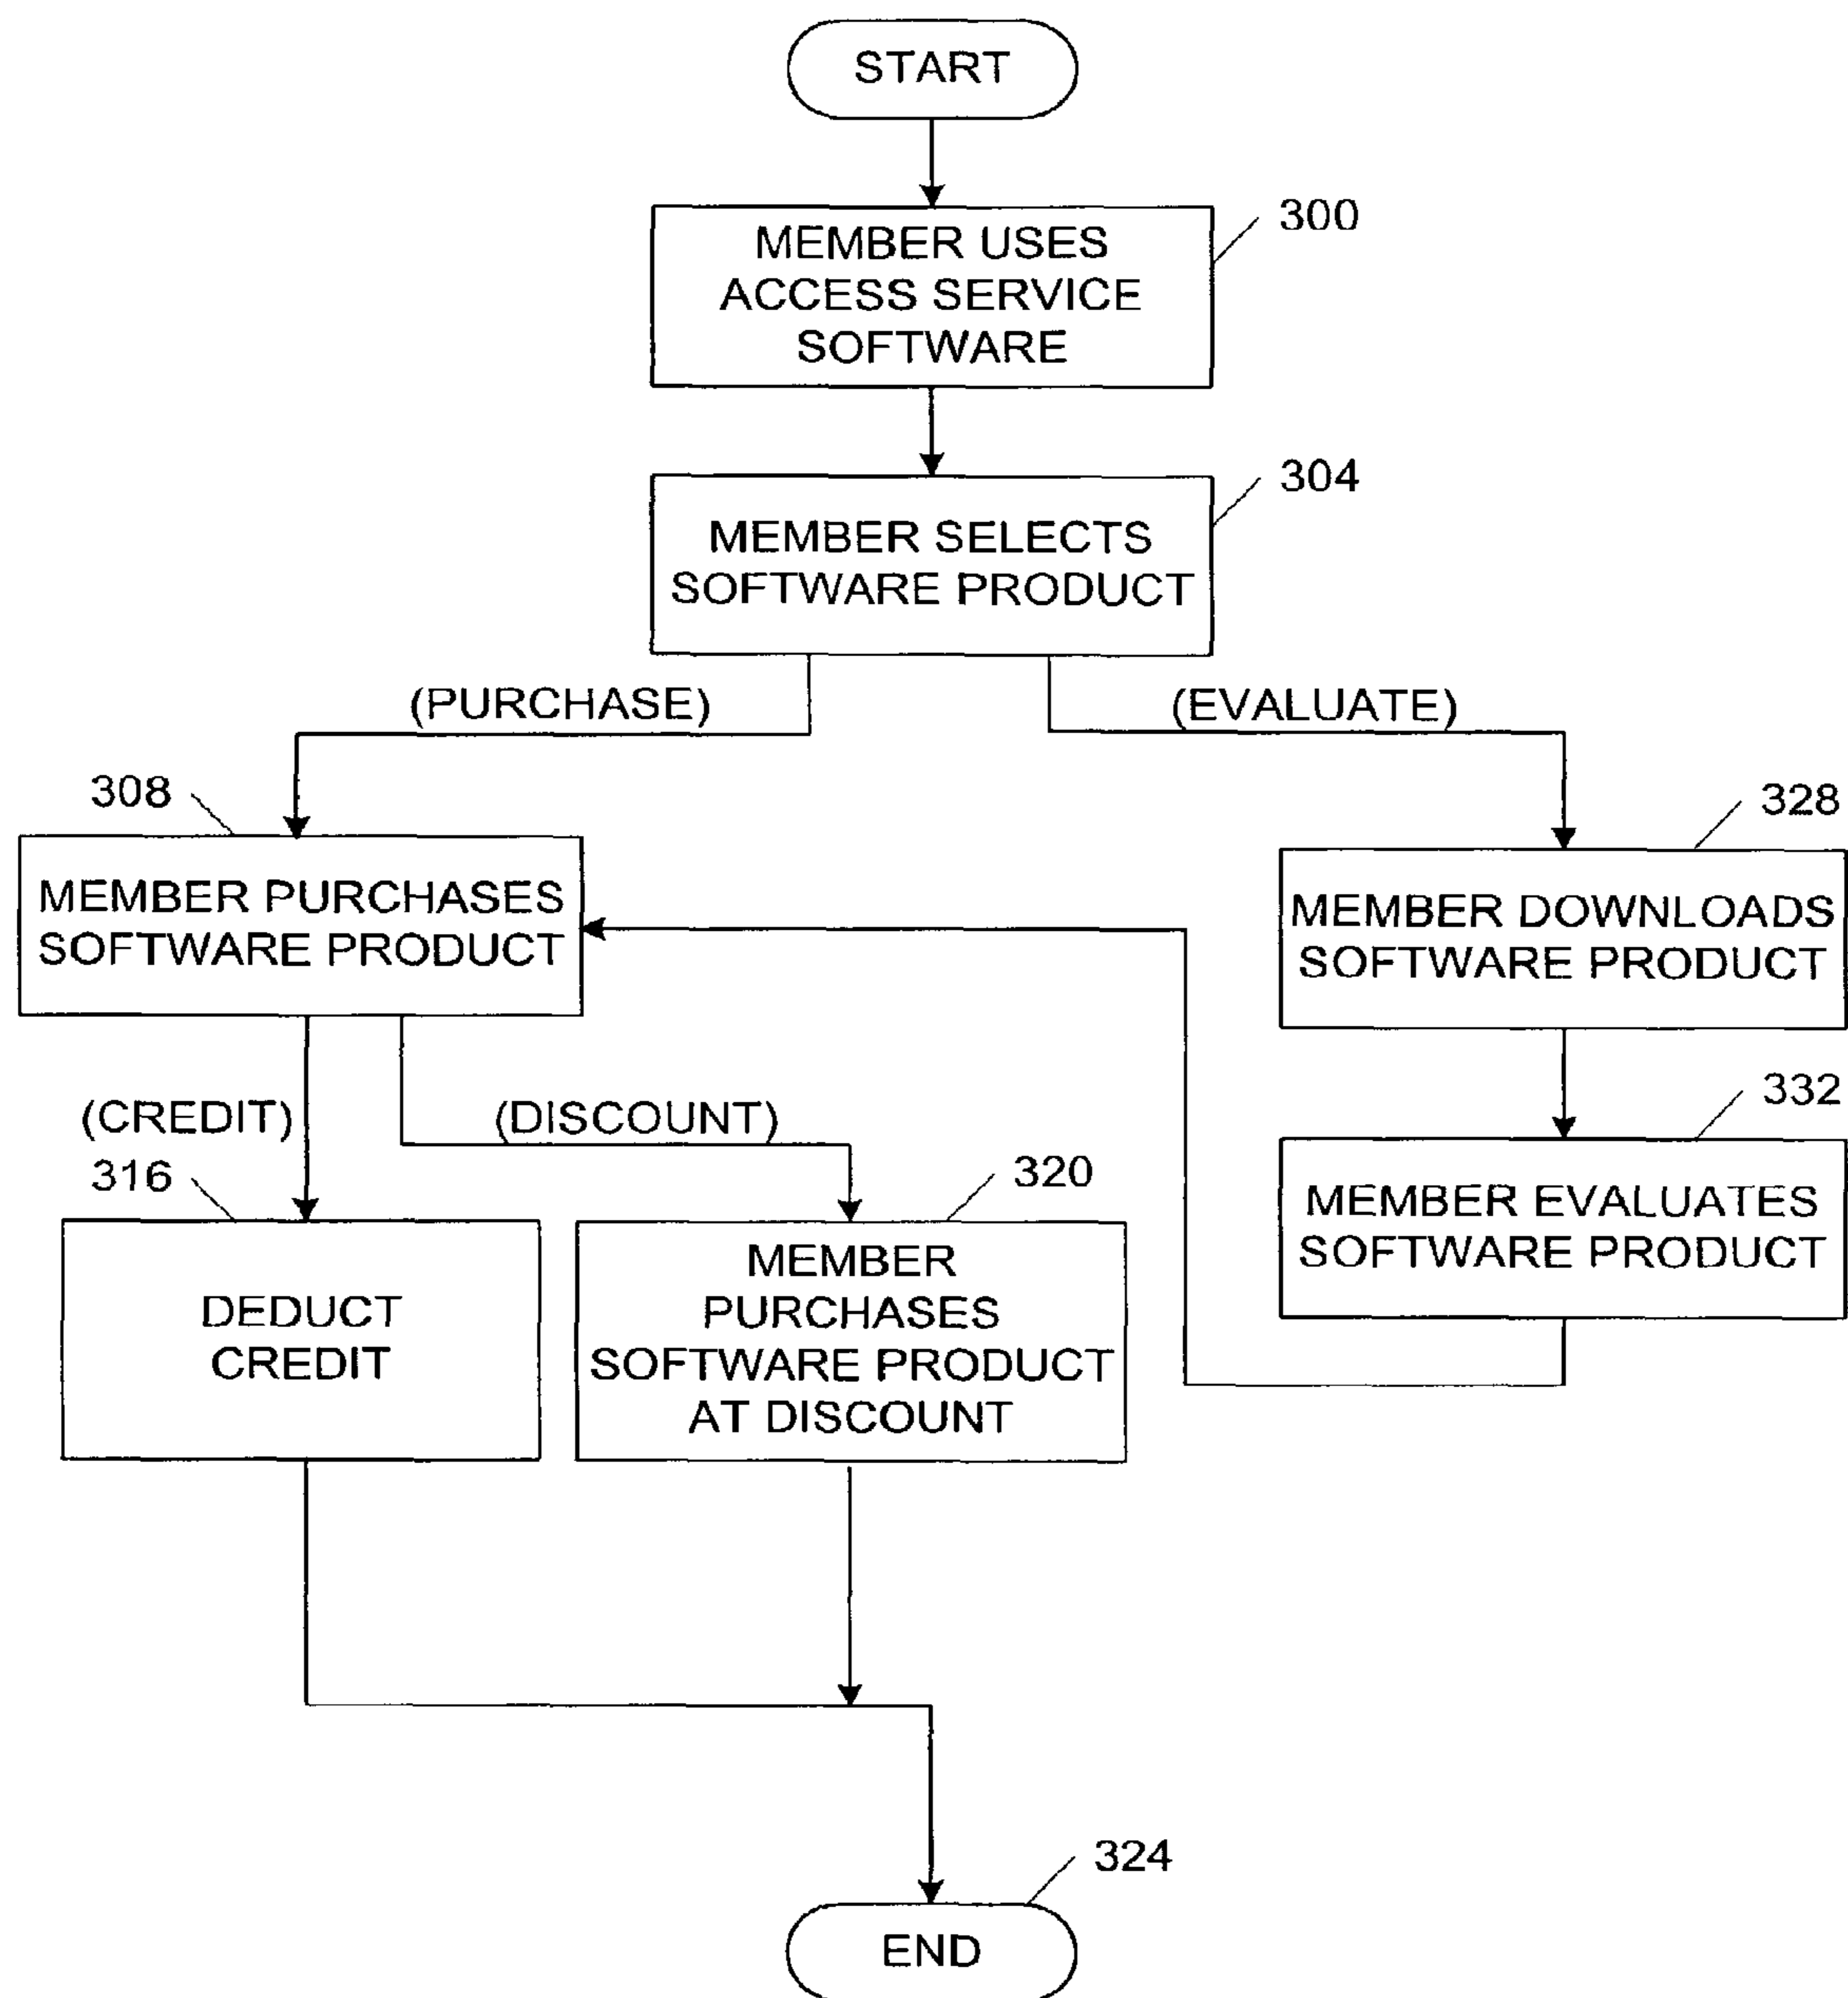 START
300
MEMBER USES
ACCESS SERVICE
SOFTWARE
304
MEMBER SELECTS
SOFTWARE PRODUCT
(PURCHASE)
(EVALUATE)
308
MEMBER PURCHASES
SOFTWARE PRODUCT
328
MEMBER DOWNLOADS
SOFTWARE PRODUCT
(CREDIT)
(DISCOUNT)
332
MEMBER EVALUATES
SOFTWARE PRODUCT
316
DEDUCT
CREDIT
320
MEMBER
PURCHASES
SOFTWARE PRODUCT
AT DISCOUNT
324
END